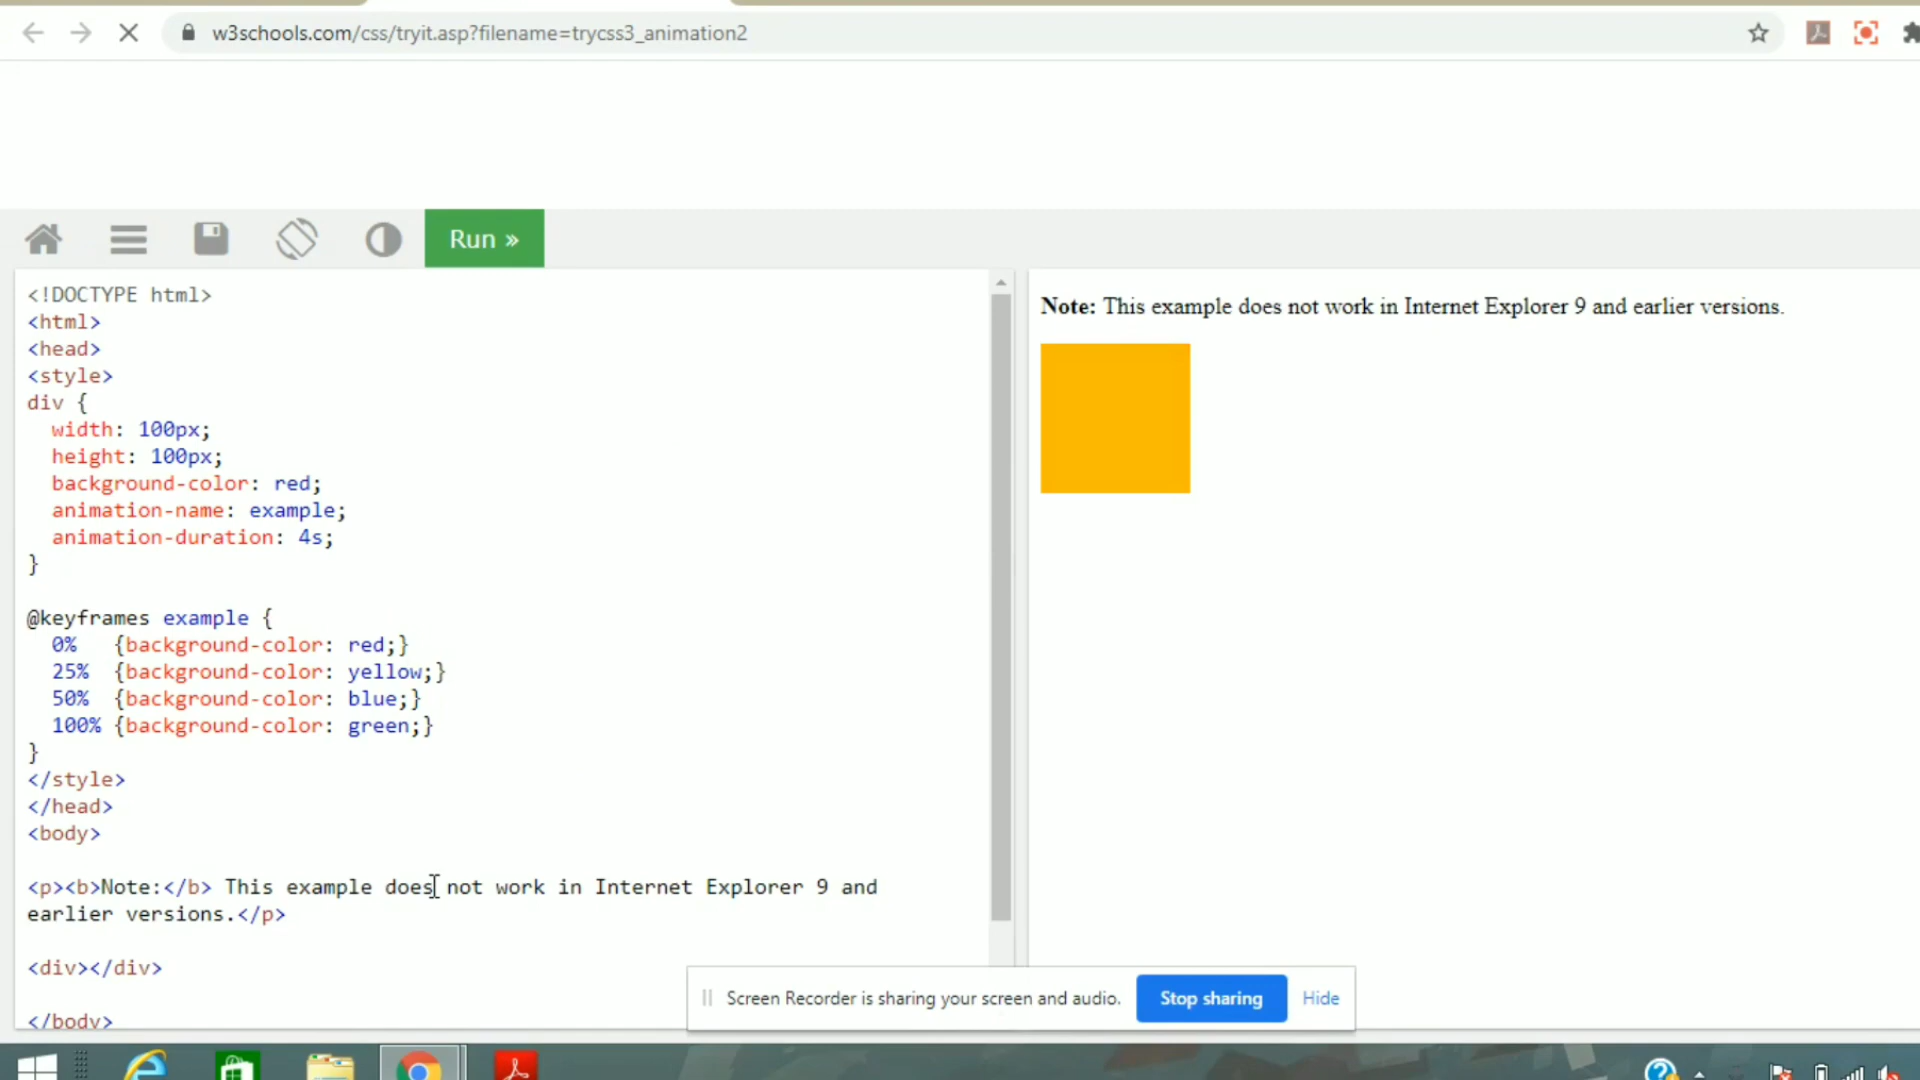 w3schools.com/css/tryit.asp?filename=trycss3_animation2
Run »
<!DOCTYPE html>
<html>
<head>
<style>
div {
  width: 100px;
  height: 100px;
  background-color: red;
  animation-name: example;
  animation-duration: 4s;
}
@keyframes example {
  0%   {background-color: red;}
  25%  {background-color: yellow;}
  50%  {background-color: blue;}
  100% {background-color: green;}
}
</style>
</head>
<body>
<p><b>Note:</b> This example does not work in Internet Explorer 9 and
earlier versions.</p>
<div></div>
</body>
Note: This example does not work in Internet Explorer 9 and earlier versions.
Screen Recorder is sharing your screen and audio.
Stop sharing
Hide